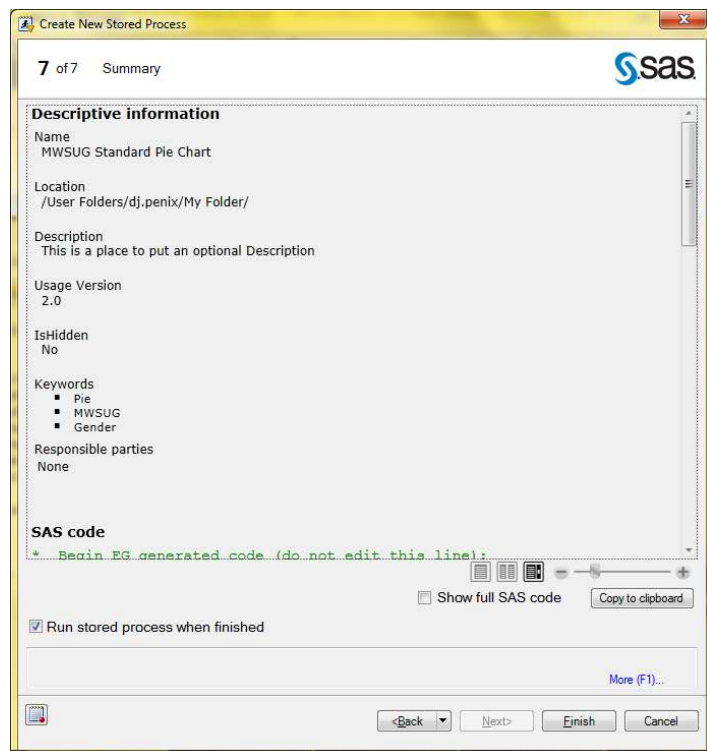 Create New Stored Process
7 of 7 Summary
sas
Descriptive information
Name
MWSUG Standard Pie Chart
Location
/User Folders/dj.penix/My Folder/
Description
This is a place to put an optional Description
Usage Version
2.0
IsHidden
No
Keywords
Pie
MWSUG
Gender
Responsible parties
None
SAS code
* Begin EG generated code (do not edit this line);
Show full SAS code Copy to clipboard
Run stored process when finished
More (F1)...
<Back Next> Finish Cancel